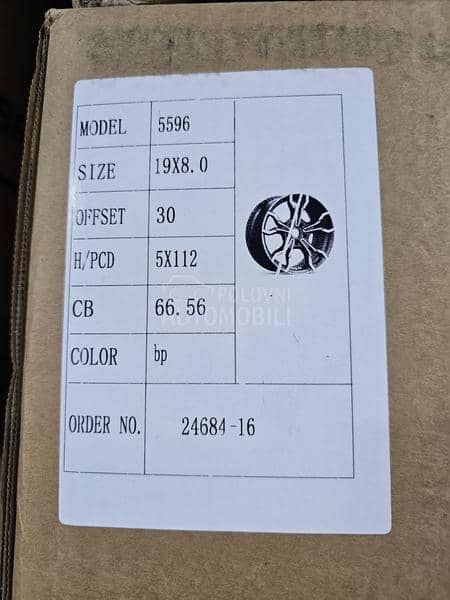 MODEL 5596
SIZE 19X8.0
OFFSET 30
H/PCD 5X112
POLOVNI
AUTOMOBILI
CB 66.56
COLOR bp
ORDER NO. 24684-16